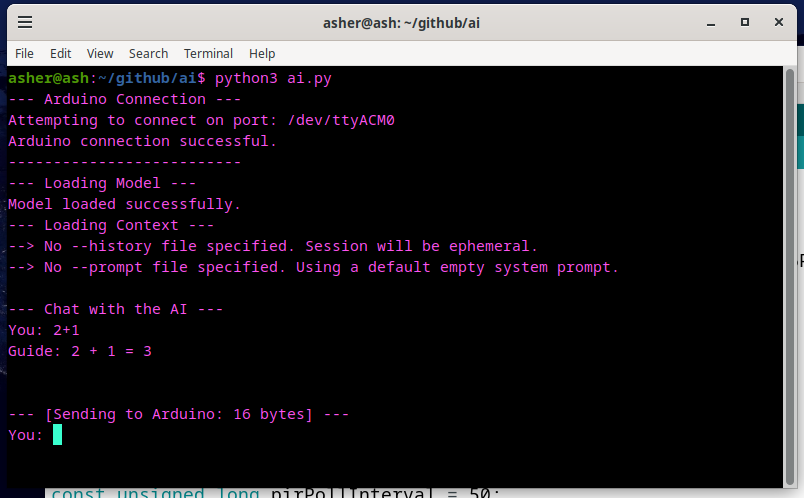 asher@ash: ~/github/ai
File Edit View Search Terminal Help
asher@ash:~/github/ai$ python3 ai.py
--- Arduino Connection ---
Attempting to connect on port: /dev/ttyACM0
Arduino connection successful.
--------------------------
--- Loading Model ---
Model loaded successfully.
--- Loading Context ---
--> No --history file specified. Session will be ephemeral.
--> No --prompt file specified. Using a default empty system prompt.
--- Chat with the AI ---
You: 2+1
Guide: 2 + 1 = 3
--- [Sending to Arduino: 16 bytes] ---
You:
const unsigned long pirPollInterval = 50;